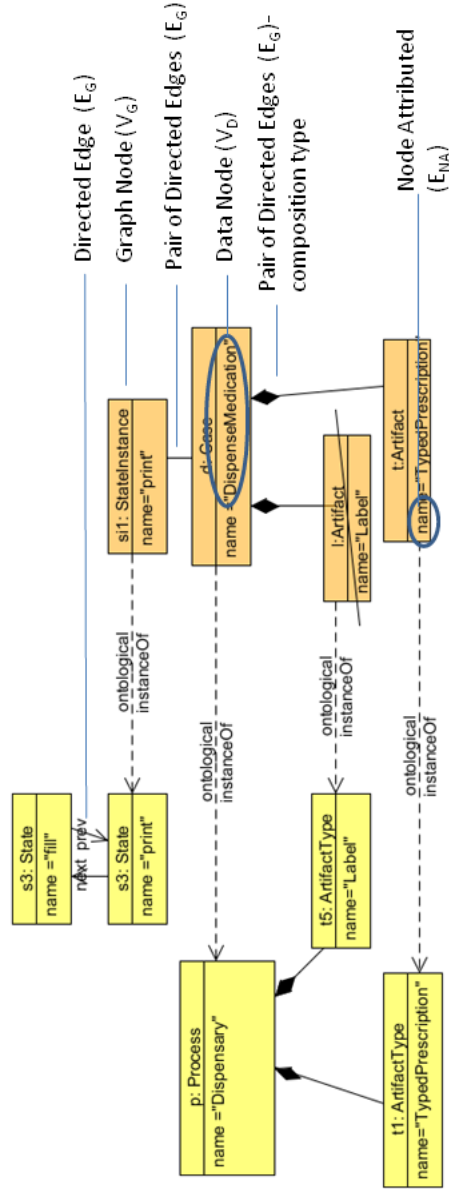 Directed Edge (E_G)
Graph Node (V_G)
Pair of Directed Edges (E_G)
Data Node (V_D)
Pair of Directed Edges (E_G)-
composition type
Node Attributed
(E_NA)
s3: State
name ="fill"
next prev
s3: State
name ="print"
ontological
instanceOf
si1: StateInstance
name="print"
p: Process
name ="Dispensary"
ontological
instanceOf
d: Case
name ="DispenseMedication"
t5: ArtifactType
name="Label"
ontological
instanceOf
l:Artifact
name="Label"
t1: ArtifactType
name="TypedPrescription"
ontological
instanceOf
t:Artifact
name="TypedPrescription"